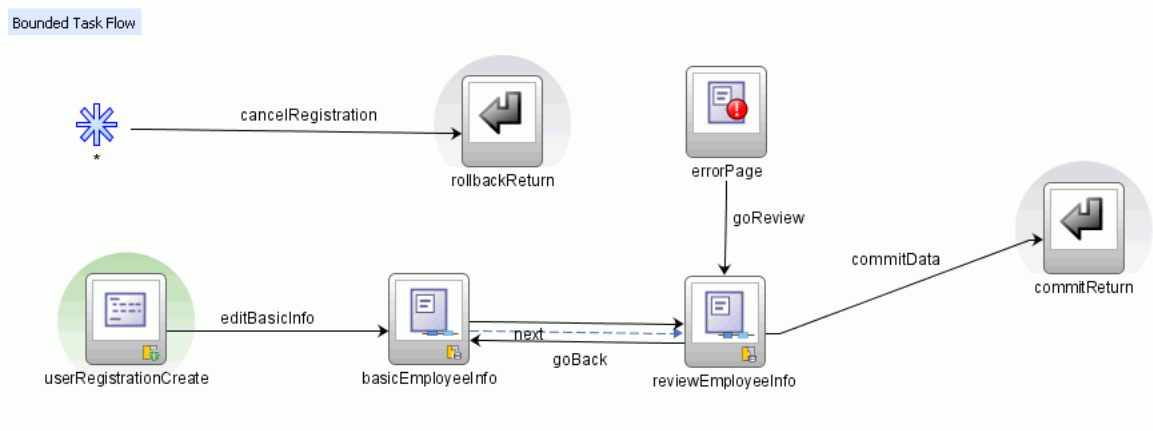 Bounded Task Flow
*
cancelRegistration
rollbackReturn
errorPage
goReview
commitData
commitReturn
userRegistrationCreate
editBasicInfo
basicEmployeeInfo
next
goBack
reviewEmployeeInfo